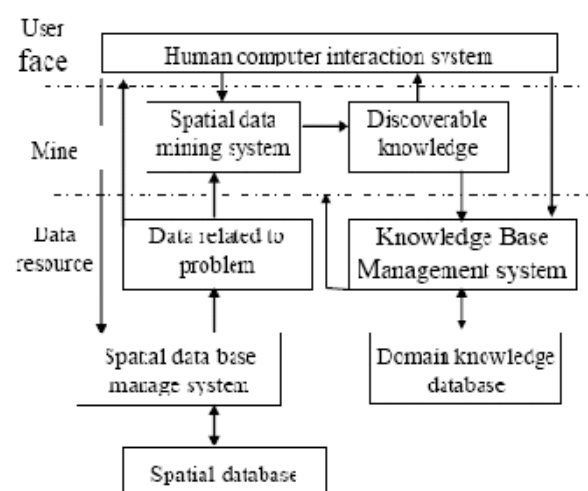 User
face
Human computer interaction system
Mine
Spatial data
mining system
Discoverable
knowledge
Data
resource
Data related to
problem
Knowledge Base
Management system
Spatial data base
manage system
Domain knowledge
database
Spatial database